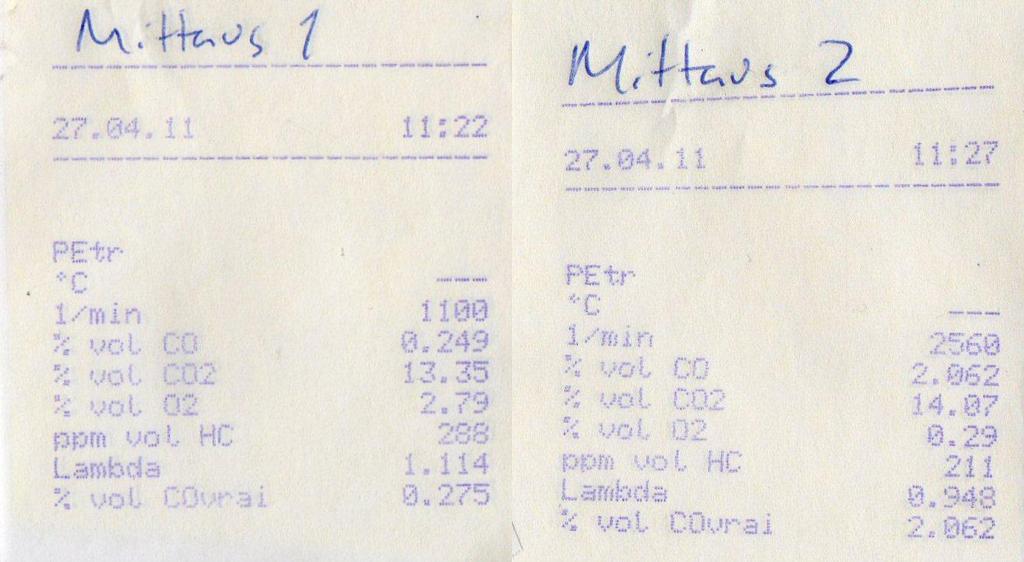 Mittaus 1
27.04.11 11:22
PEtr
°C ----
1/min 1100
% vol CO 0.249
% vol CO2 13.35
% vol O2 2.79
ppm vol HC 288
Lambda 1.114
% vol COvrai 0.275
Mittaus 2
27.04.11 11:27
PEtr
°C ----
1/min 2560
% vol CO 2.062
% vol CO2 14.07
% vol O2 0.29
ppm vol HC 211
Lambda 0.948
% vol COvrai 2.062